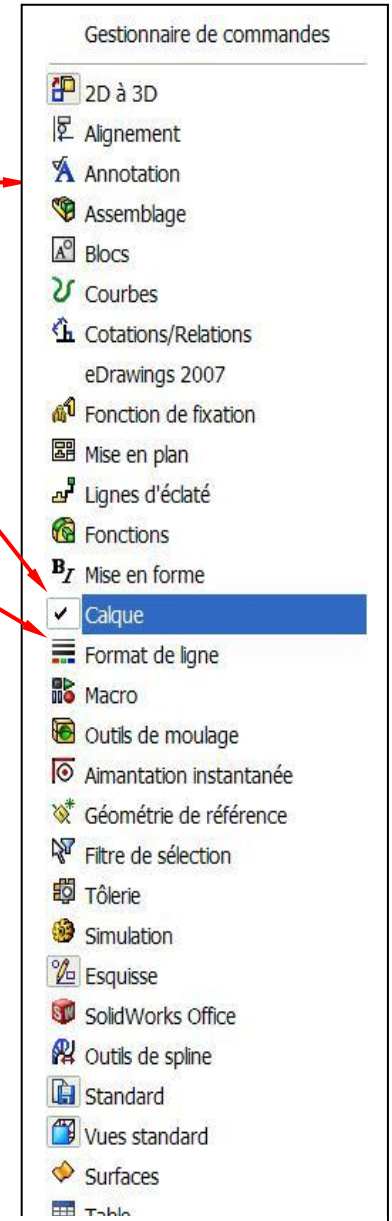 Gestionnaire de commandes
2D à 3D
Alignement
Annotation
Assemblage
Blocs
Courbes
Cotations/Relations
eDrawings 2007
Fonction de fixation
Mise en plan
Lignes d'éclaté
Fonctions
Mise en forme
Calque
Format de ligne
Macro
Outils de moulage
Aimantation instantanée
Géométrie de référence
Filtre de sélection
Tôlerie
Simulation
Esquisse
SolidWorks Office
Outils de spline
Standard
Vues standard
Surfaces
Table